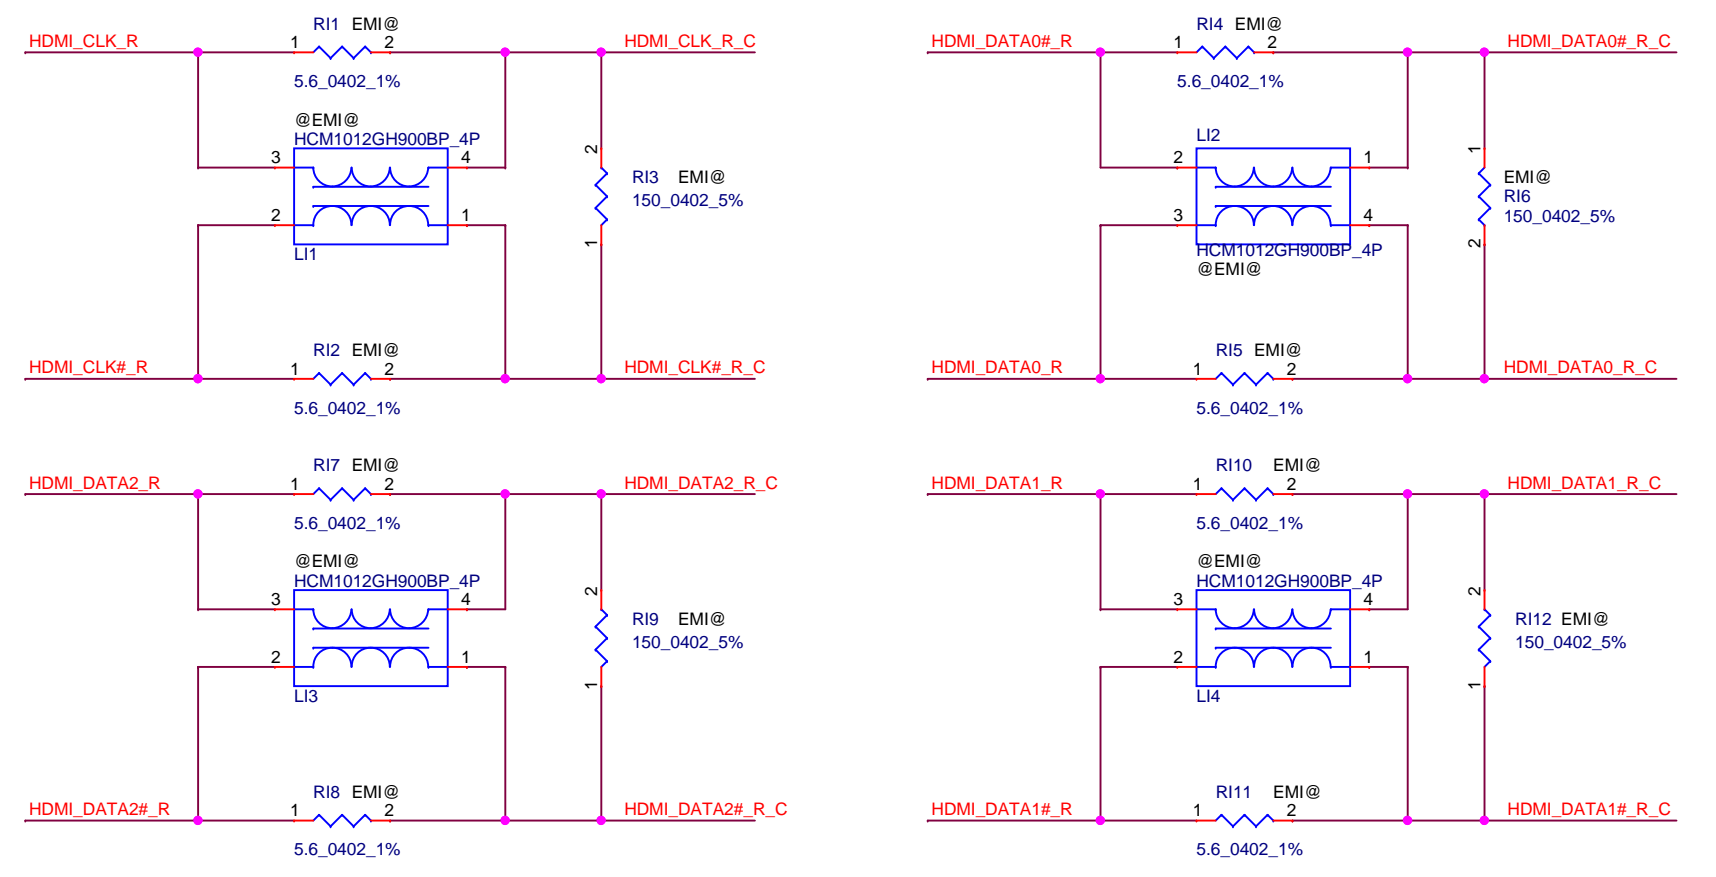 RI1 EMI@
HDMI_CLK_R
1 2
HDMI_CLK_R_C
5.6_0402_1%
@EMI@
HCM1012GH900BP_4P
3 4
2 1
LI1
2
RI3 EMI@
150_0402_5%
1
RI2 EMI@
HDMI_CLK#_R
1 2
HDMI_CLK#_R_C
5.6_0402_1%
RI4 EMI@
HDMI_DATA0#_R
1 2
HDMI_DATA0#_R_C
5.6_0402_1%
LI2
2 1
3 4
HCM1012GH900BP_4P
@EMI@
1
EMI@
RI6
150_0402_5%
2
RI5 EMI@
HDMI_DATA0_R
1 2
HDMI_DATA0_R_C
5.6_0402_1%
RI7 EMI@
HDMI_DATA2_R
1 2
HDMI_DATA2_R_C
5.6_0402_1%
@EMI@
HCM1012GH900BP_4P
3 4
2 1
LI3
2
RI9 EMI@
150_0402_5%
1
RI8 EMI@
HDMI_DATA2#_R
1 2
HDMI_DATA2#_R_C
5.6_0402_1%
RI10 EMI@
HDMI_DATA1_R
1 2
HDMI_DATA1_R_C
5.6_0402_1%
@EMI@
HCM1012GH900BP_4P
3 4
2 1
LI4
2
RI12 EMI@
150_0402_5%
1
RI11 EMI@
HDMI_DATA1#_R
1 2
HDMI_DATA1#_R_C
5.6_0402_1%